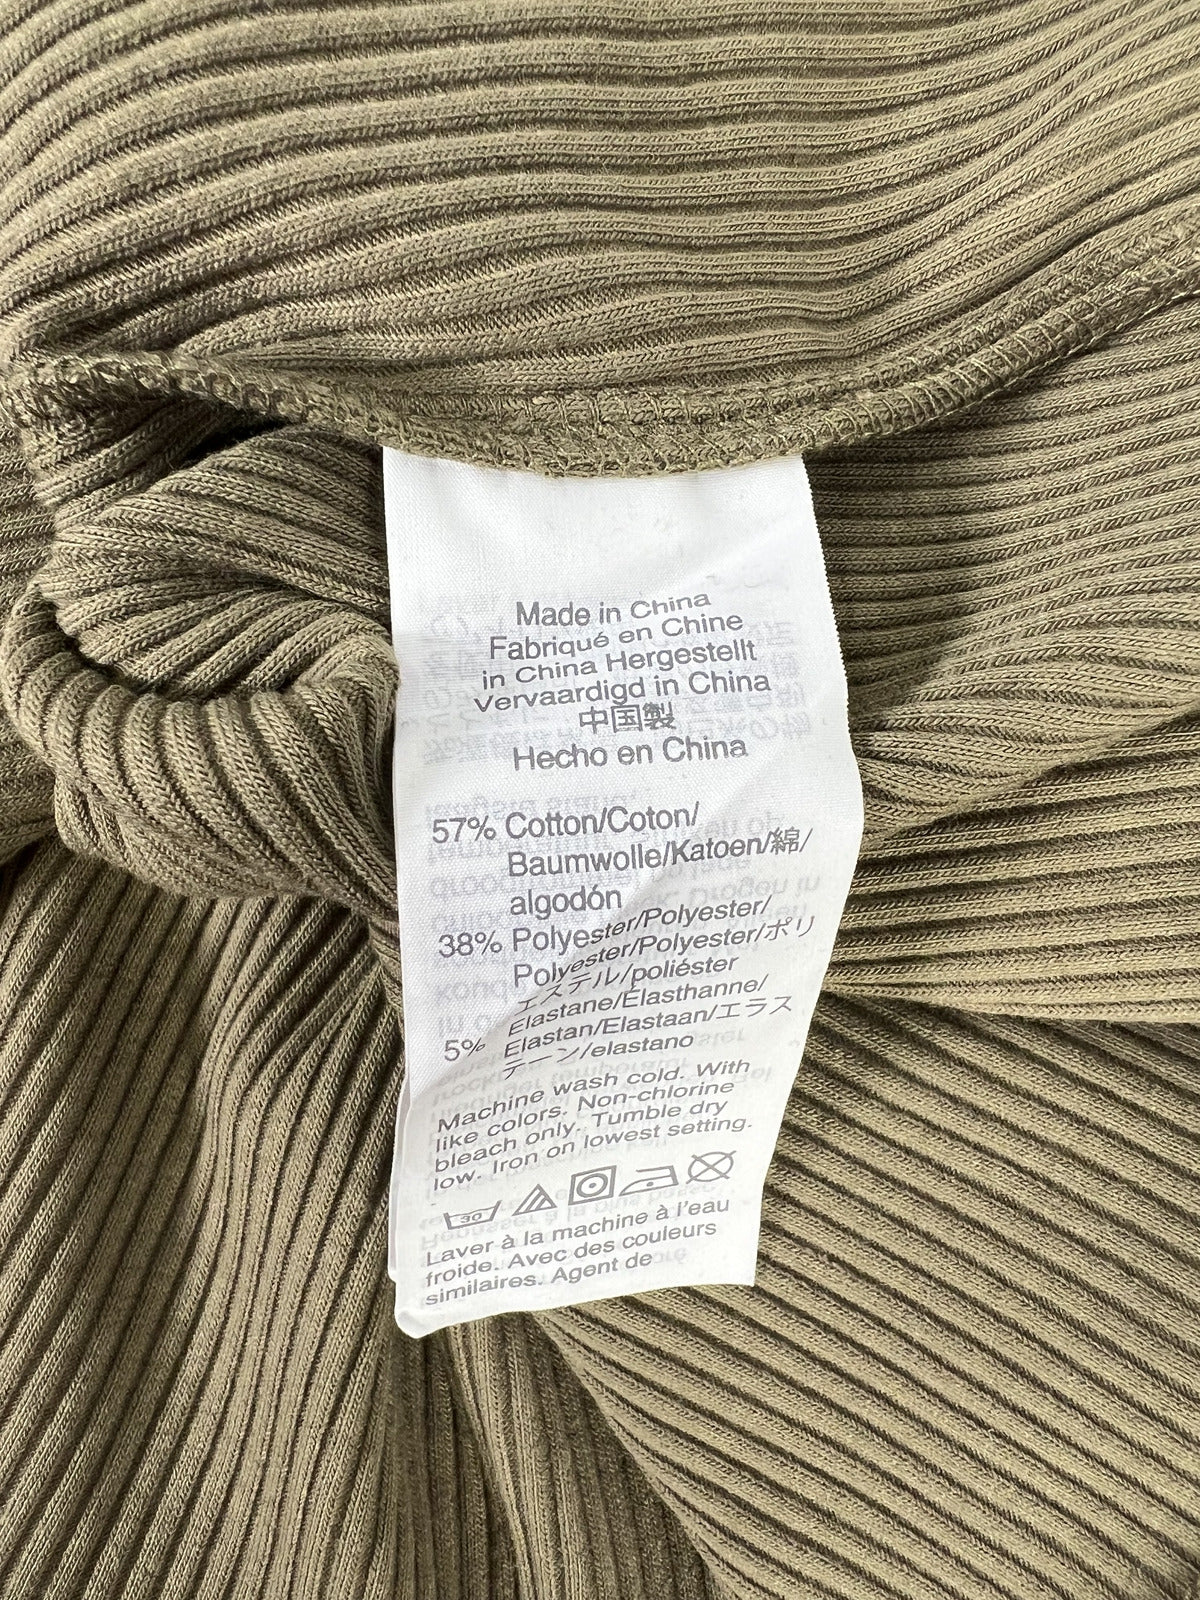 Made in China
Fabriqué en Chine
in China Hergestellt
Vervaardigd in China
中国製
Hecho en China
57% Cotton/Coton/
Baumwolle/Katoen/綿/
algodón
38% Polyester/Polyester/
Polyester/Polyester/ポリ
エステル/poliéster
Elastane/Élasthanne/
5% Elastan/Elastaan/エラス
テーン/elastano
Machine wash cold. With
like colors. Non-chlorine
bleach only. Tumble dry
low. Iron on lowest setting.
30
Laver à la machine à l'eau
froide. Avec des couleurs
similaires. Agent de